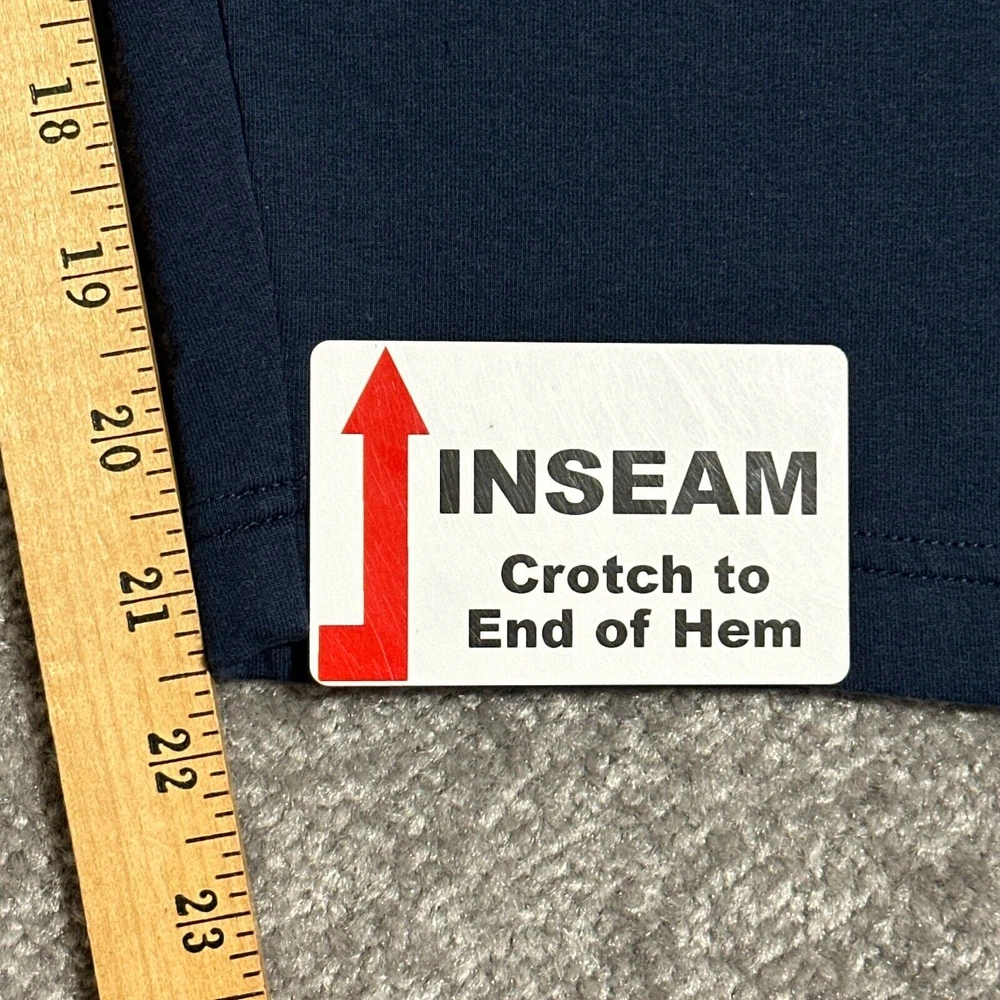 18
19
20
21
22
23
INSEAM
Crotch to
End of Hem